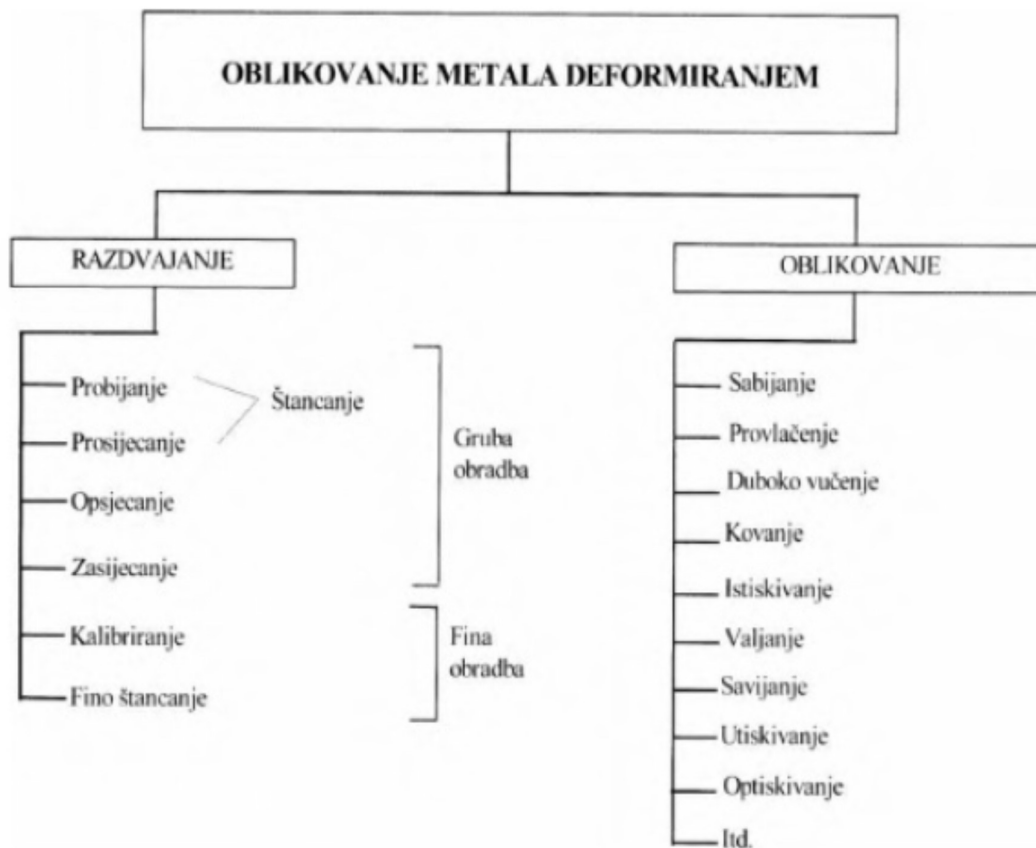 OBLIKOVANJE METALA DEFORMIRANJEM
RAZDVAJANJE
Probijanje
Prosijecanje
Štancanje
Opsjecanje
Zasijecanje
Gruba
obradba
Kalibriranje
Fino štancanje
Fina
obradba
OBLIKOVANJE
Sabijanje
Provlačenje
Duboko vučenje
Kovanje
Istiskivanje
Valjanje
Savijanje
Utiskivanje
Optiskivanje
Itd.